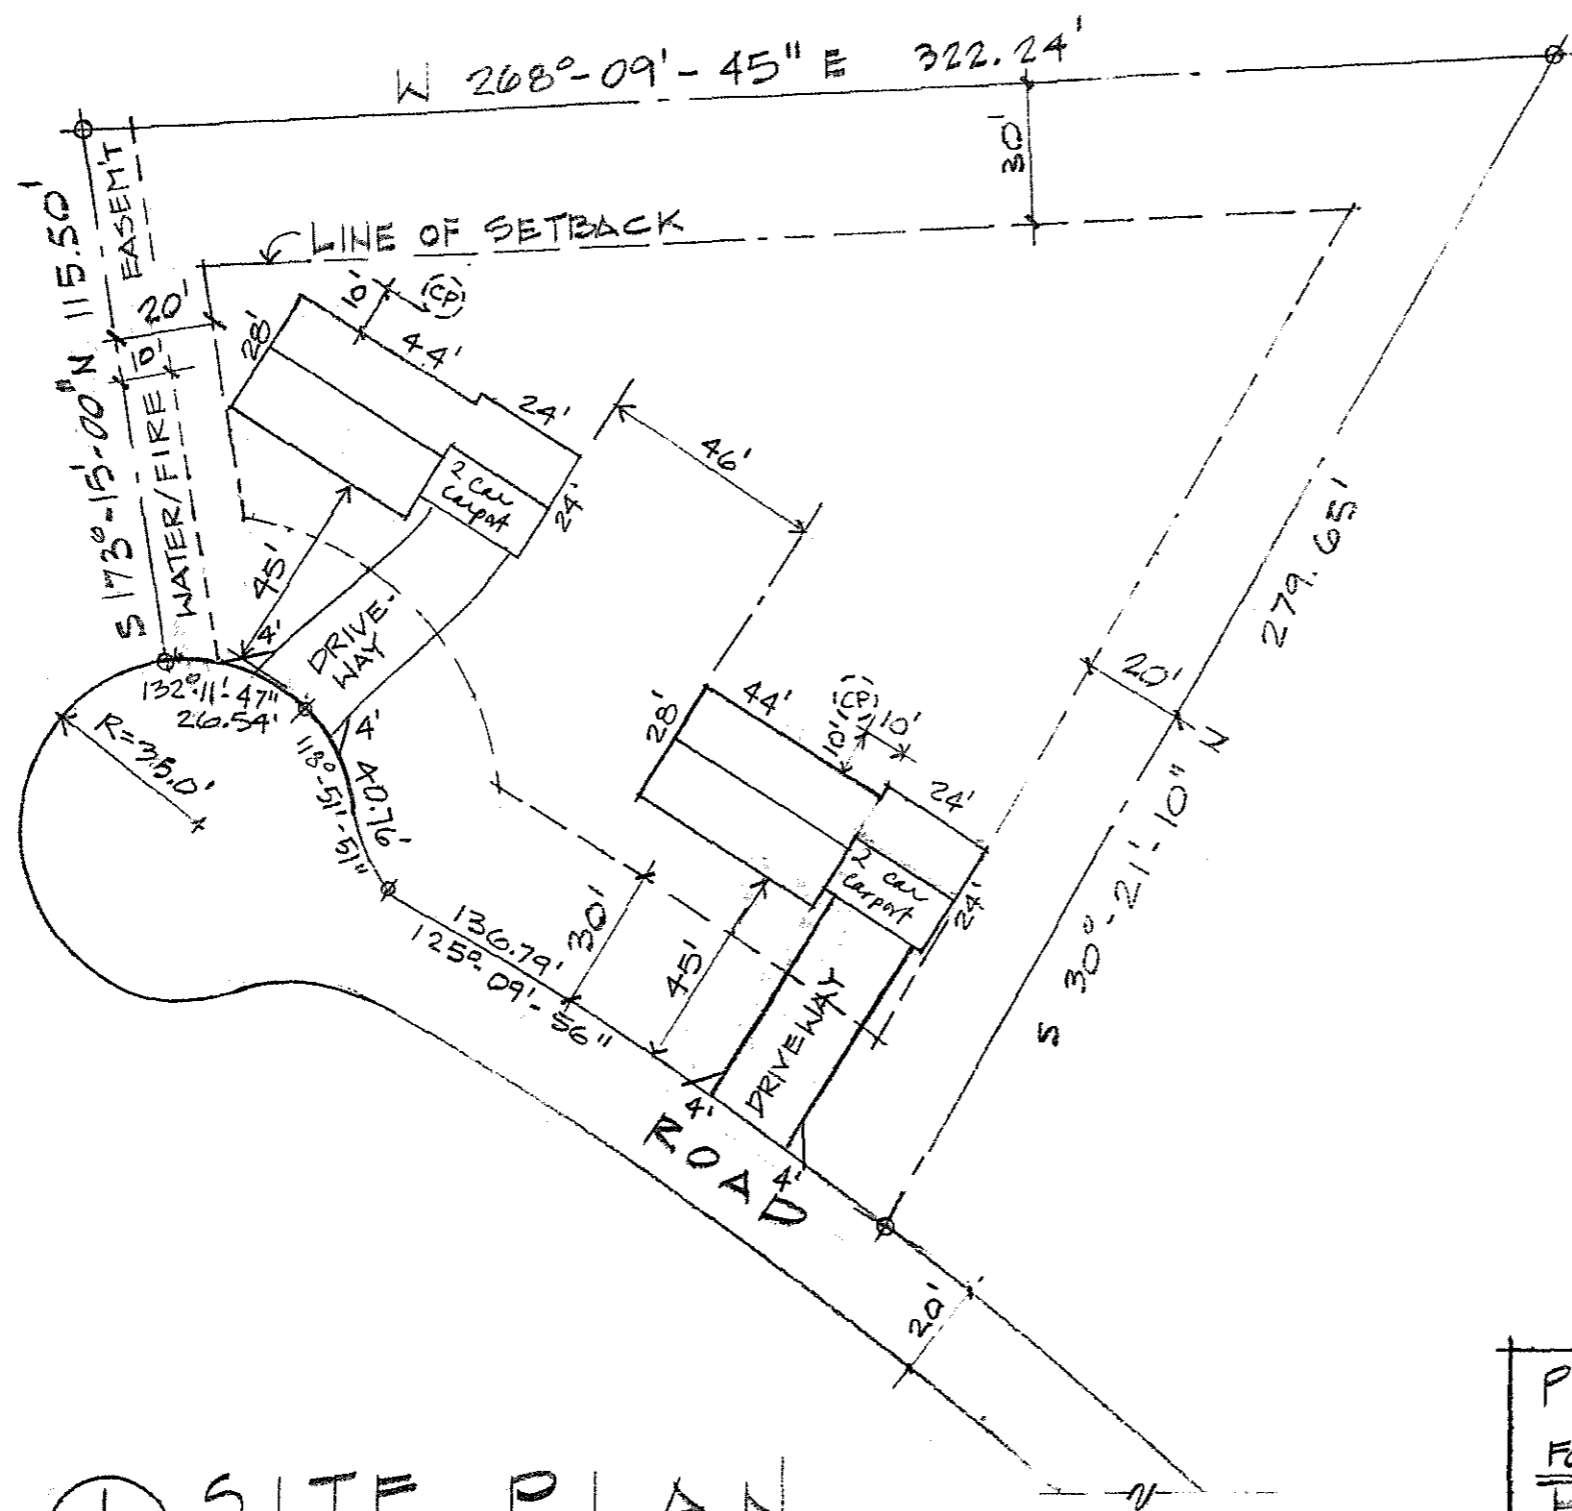 W 268°-09'-45" E 322.24'
30'
LINE OF SETBACK
EASEM'T
S 173°-15'-00" N 115.50'
20'
10'
WATER/FIRE
10'
(CP)
28'
44'
24'
2 car
carport
24'
46'
45'
4'
DRIVE-
WAY
4'
132°-11'-47"
26.54'
R=35.0'
118°-51'-51"
40.76'
279.65'
20'
S 30°-21'-10" N
28'
44'
(CP)
10'
10'
24'
2 car
carport
24'
136.79'
125°-09'-56"
30'
45'
DRIVEWAY
4'
4'
ROAD
20'
1
SITE PLAN
N